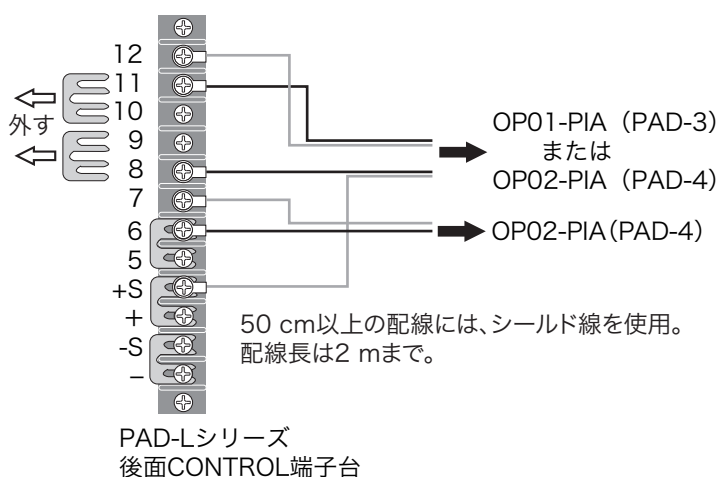 12
11
10
9
8
7
6
5
+S
+
-S
−
外す
OP01-PIA（PAD-3）
または
OP02-PIA（PAD-4）
OP02-PIA（PAD-4）
50 cm以上の配線には、シールド線を使用。
配線長は2 mまで。
PAD-Lシリーズ
後面CONTROL端子台